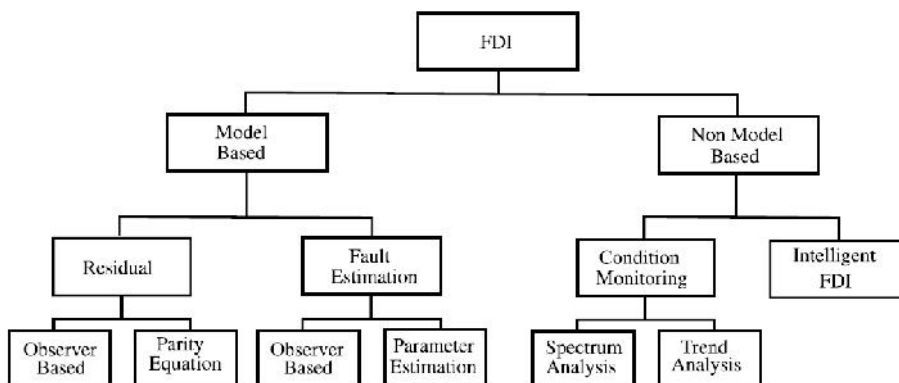 FDI
Model
Based
Non Model
Based
Residual
Fault
Estimation
Condition
Monitoring
Intelligent
FDI
Observer
Based
Parity
Equation
Observer
Based
Parameter
Estimation
Spectrum
Analysis
Trend
Analysis